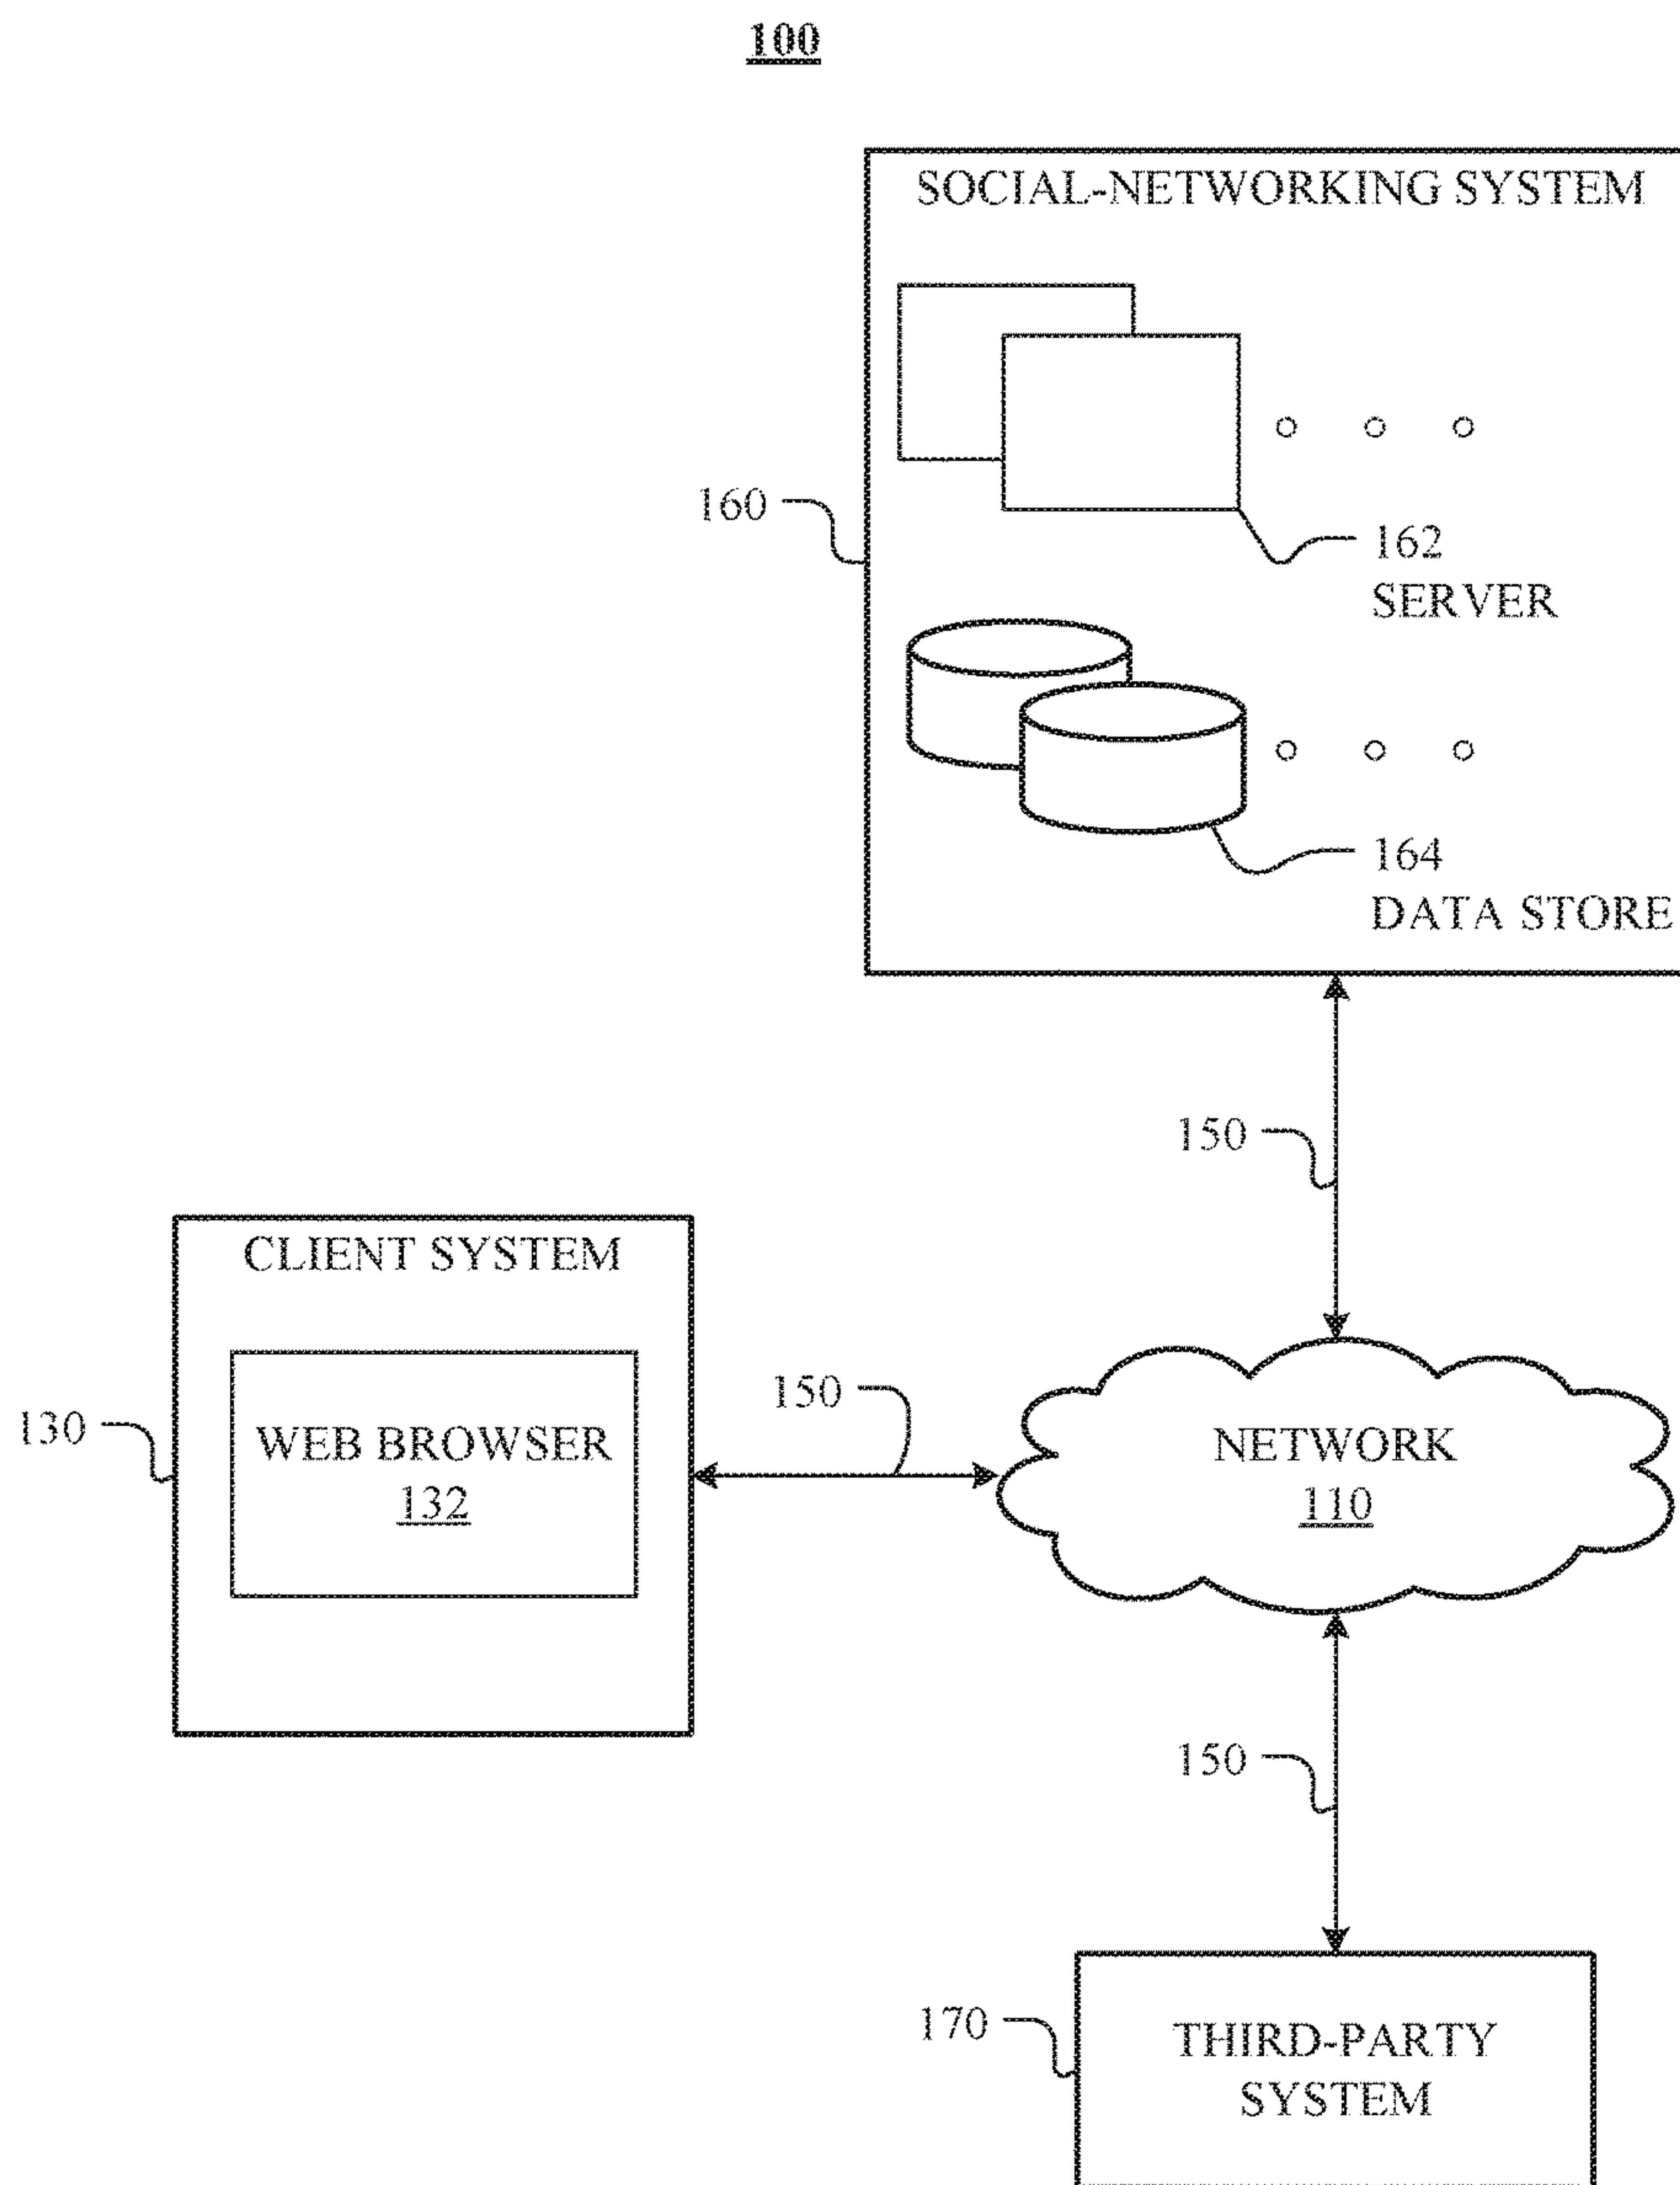 100
SOCIAL-NETWORKING SYSTEM
160
162
SERVER
164
DATA STORE
150
CLIENT SYSTEM
150
130
WEB BROWSER
132
NETWORK
110
150
170
THIRD-PARTY
SYSTEM